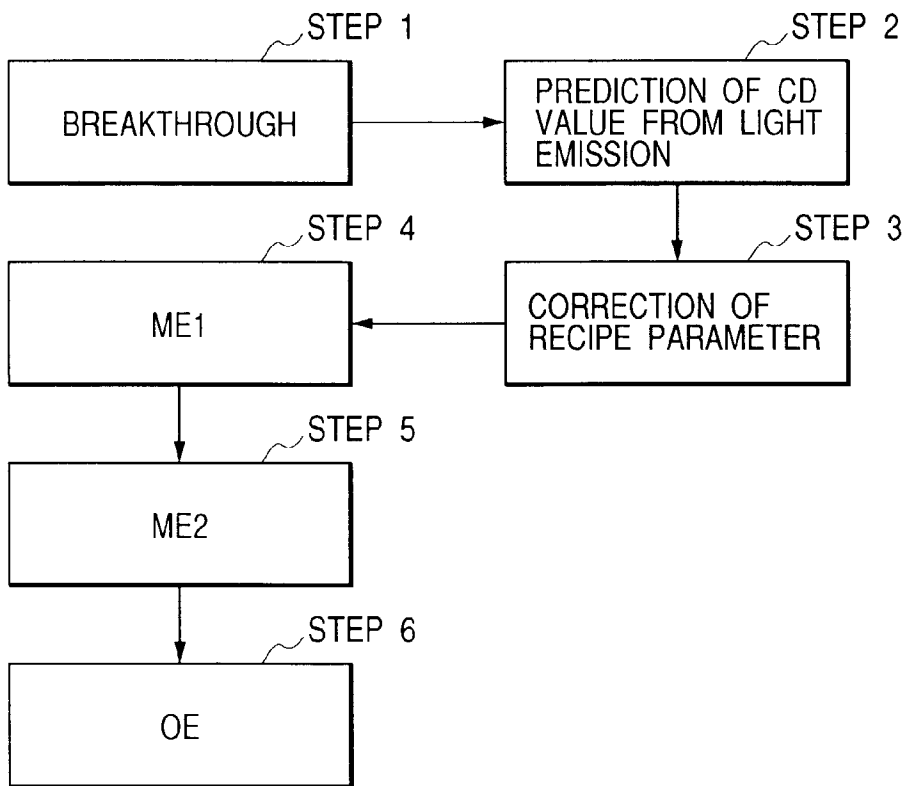 STEP 1
BREAKTHROUGH
STEP 2
PREDICTION OF CD
VALUE FROM LIGHT
EMISSION
STEP 3
CORRECTION OF
RECIPE PARAMETER
STEP 4
ME1
STEP 5
ME2
STEP 6
OE